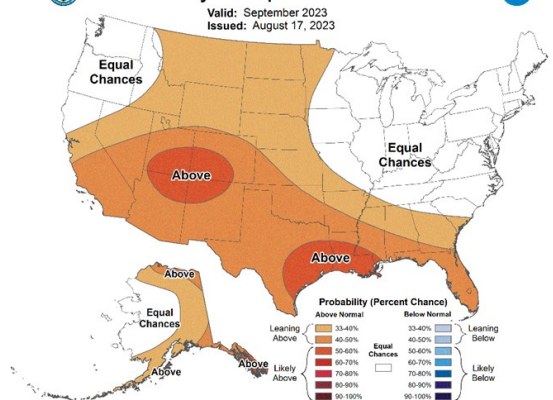 Valid: September 2023
Issued: August 17, 2023
Equal
Chances
Equal
Chances
Above
Above
Above
Equal
Chances
Above
Above
Probability (Percent Chance)
Above Normal
Below Normal
Leaning
Above
33-40%
40-50%
Likely
Above
50-60%
60-70%
70-80%
80-90%
90-100%
Equal
Chances
33-40%
40-50%
Leaning
Below
50-60%
60-70%
70-80%
80-90%
90-100%
Likely
Below